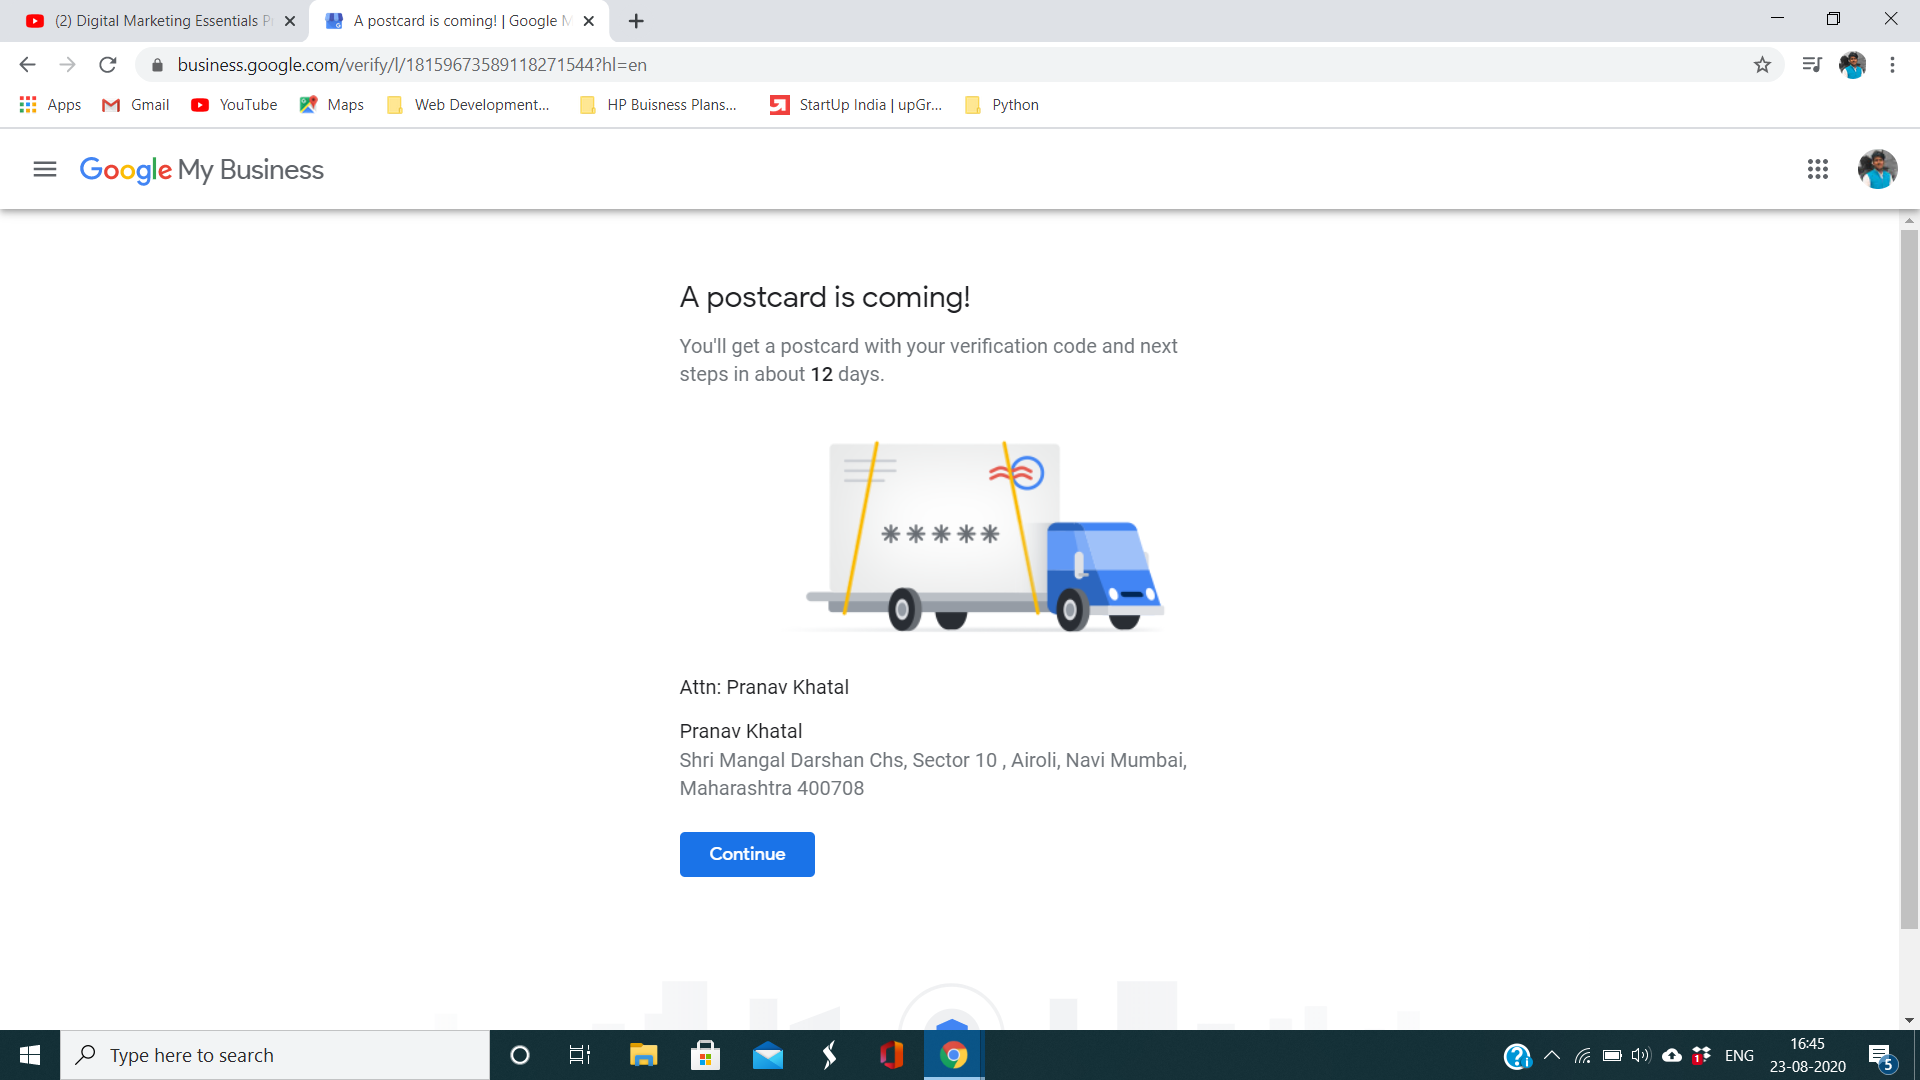 (2) Digital Marketing Essentials P
A postcard is coming! | Google M
business.google.com/verify/l/18159673589118271544?hl=en
Apps
Gmail
YouTube
Maps
Web Development...
HP Buisness Plans...
StartUp India | upGr...
Python
Google My Business
A postcard is coming!
You'll get a postcard with your verification code and next
steps in about 12 days.
*****
Attn: Pranav Khatal
Pranav Khatal
Shri Mangal Darshan Chs, Sector 10 , Airoli, Navi Mumbai,
Maharashtra 400708
Continue
Type here to search
1
ENG
16:45
23-08-2020
5